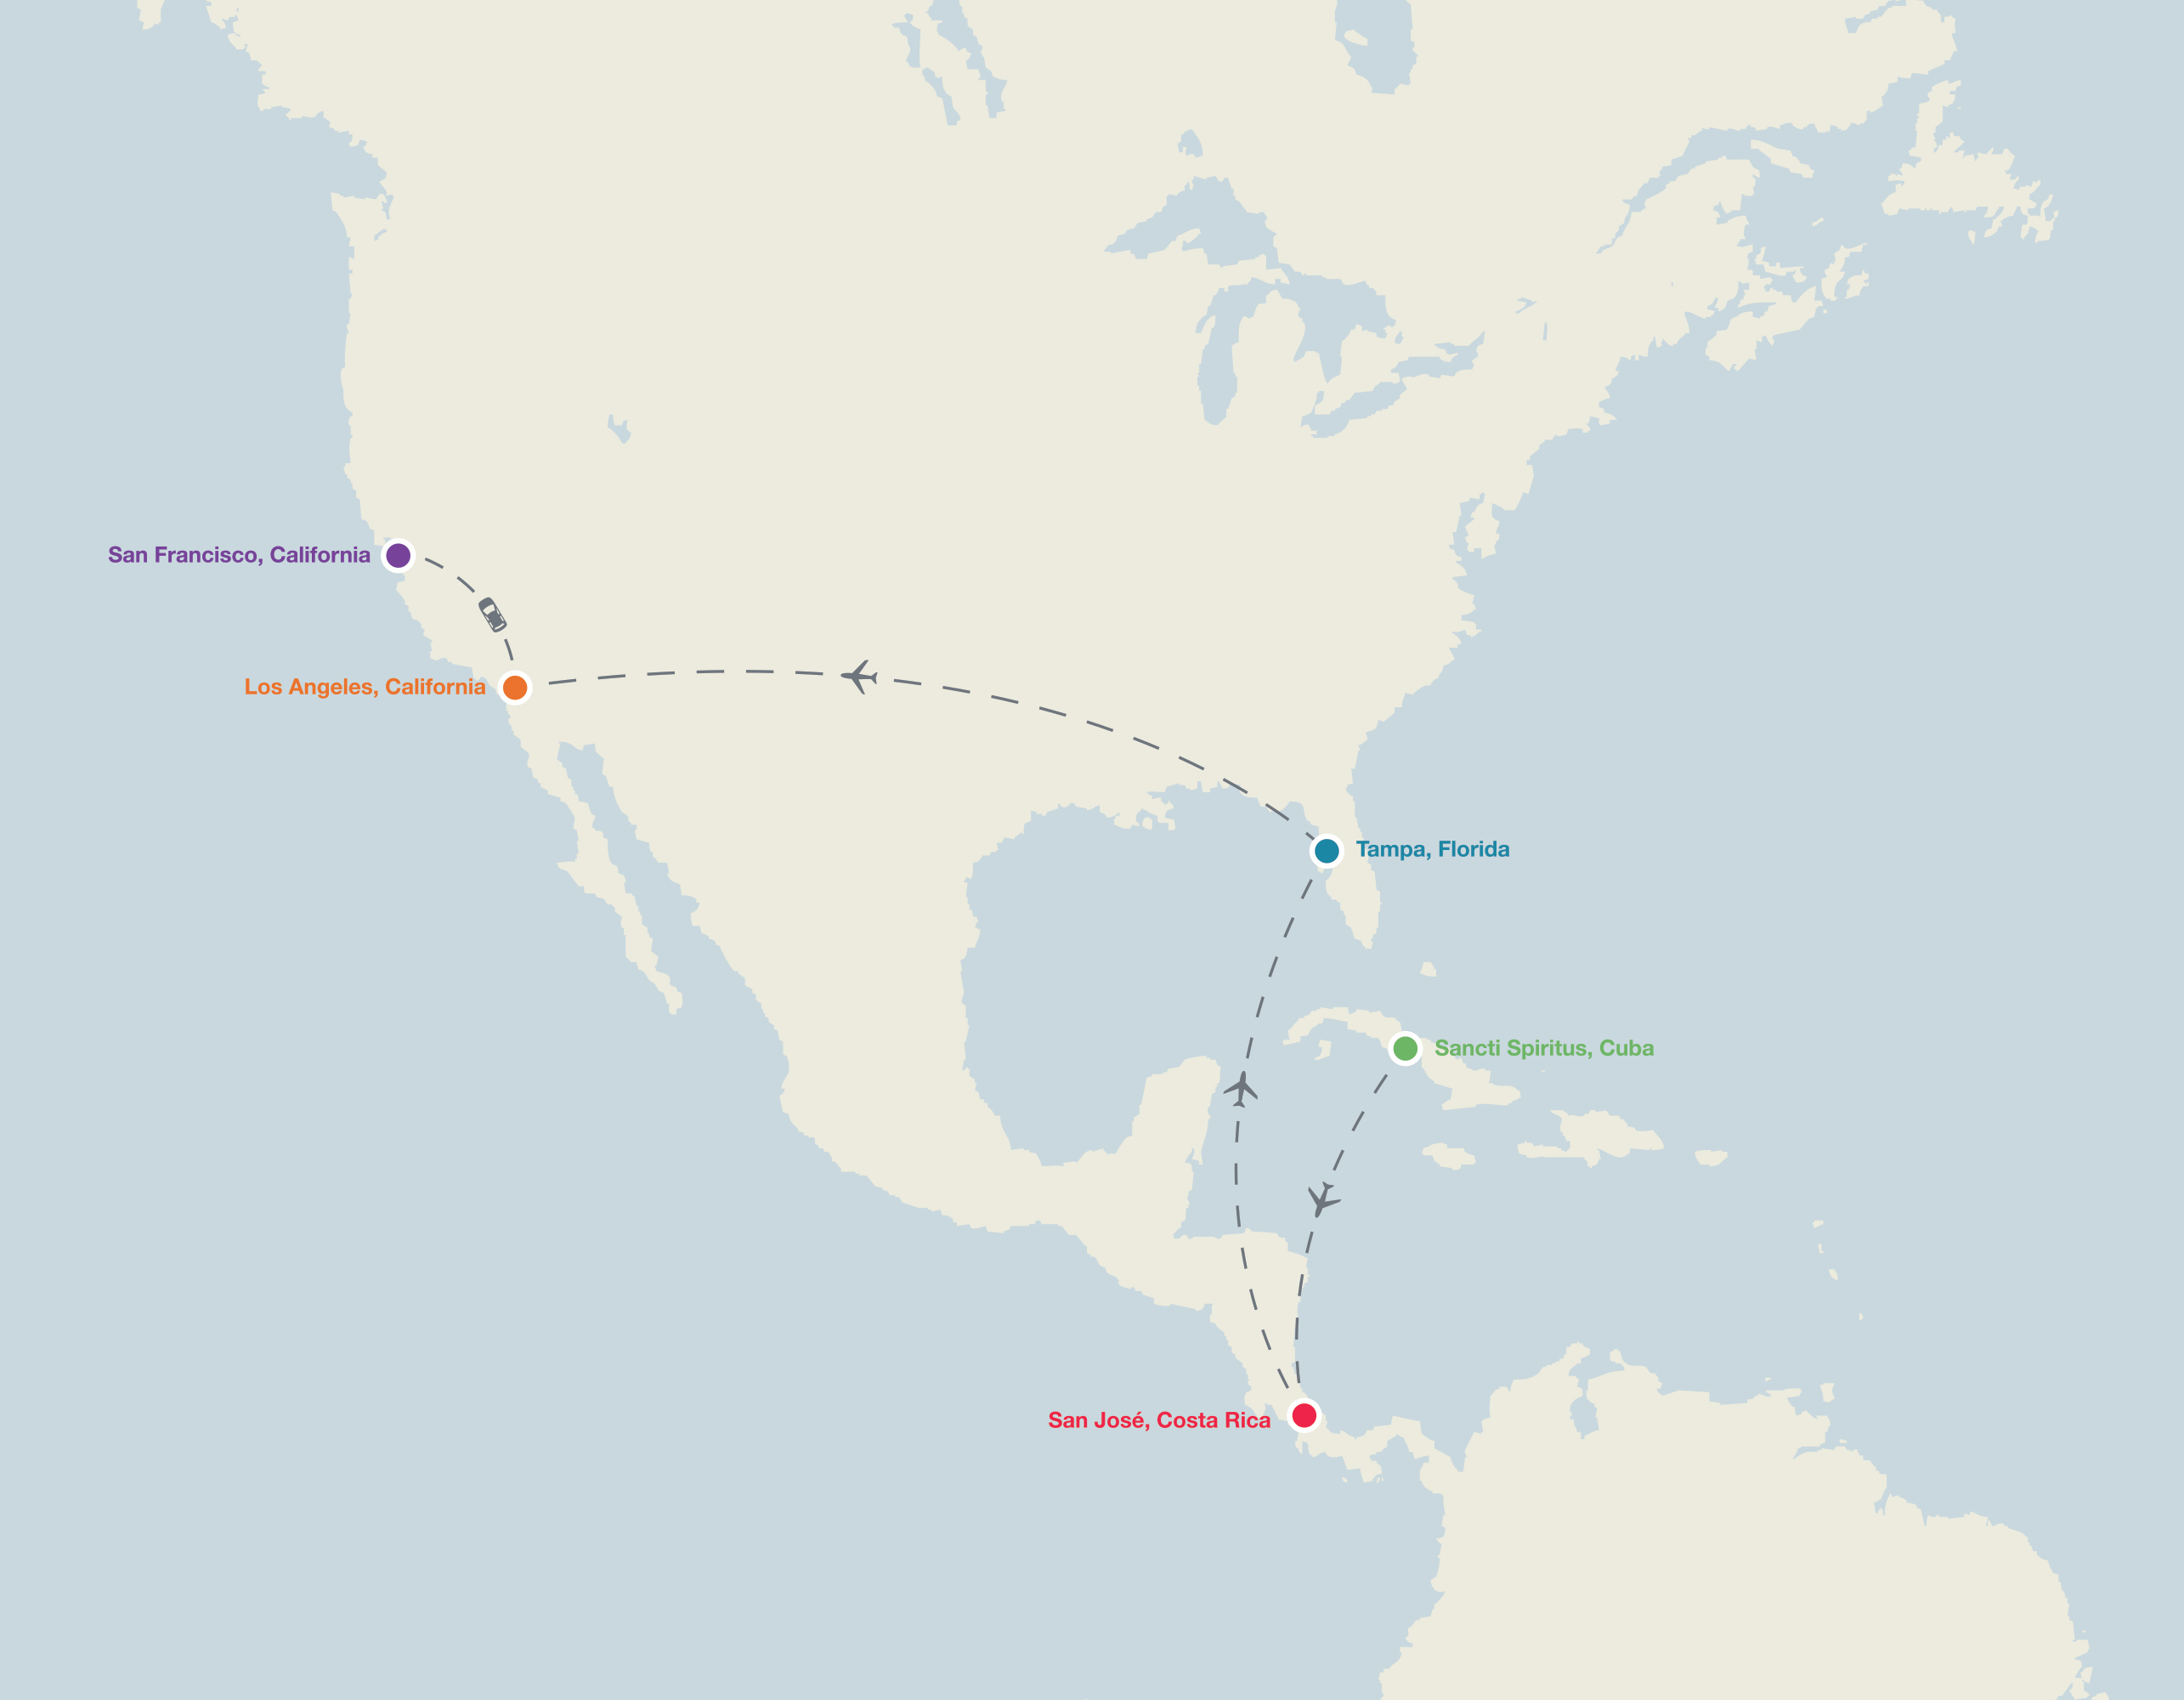 San Francisco, California
Los Angeles, California
Tampa, Florida
Sancti Spiritus, Cuba
San José, Costa Rica